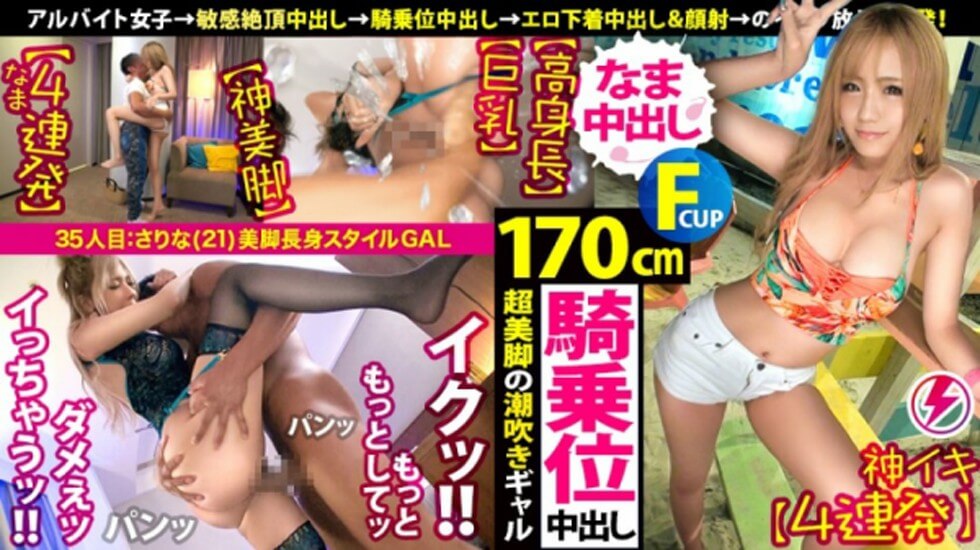 アルバイト女子→敏感絶頂中出し→騎乗位中出し→エロ下着中出し&顔射→の
放
発!
【4連発】
なま
【神美脚】
【巨乳】
【高身長】
なま
中出し
F
CUP
35人目:さりな(21)美脚長身スタイルGAL
170cm
騎乗位
中出し
超美脚の潮吹きギャル
イクッ!!
もっと
もっとしてッ
パンッ
ダメぇッ
イっちゃうッ!!
パンッ
神イキ
【4連発】